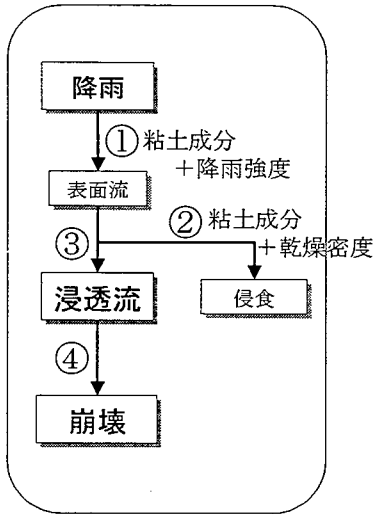 降雨
①粘土成分
＋降雨強度
表面流
②粘土成分
＋乾燥密度
③
浸透流
侵食
④
崩壊